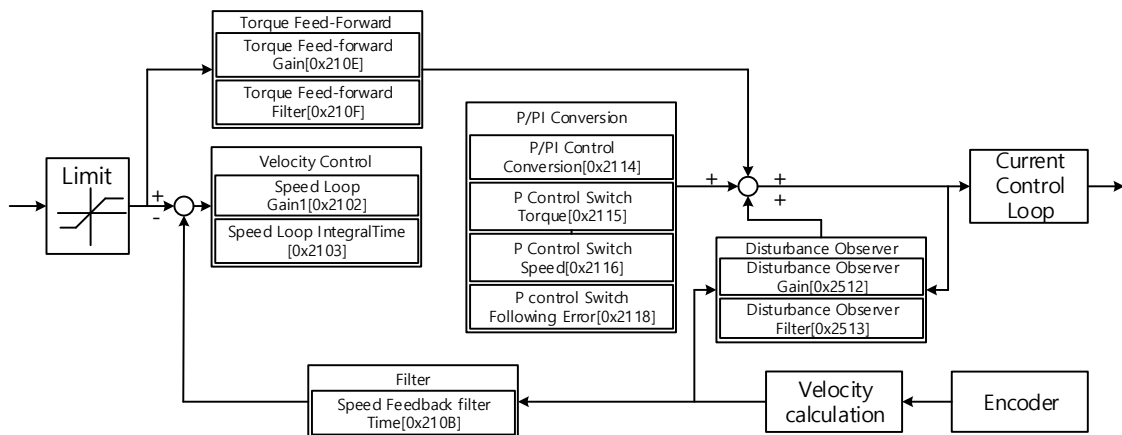 Torque Feed-Forward
Torque Feed-forward
Gain[0x210E]
Torque Feed-forward
Filter[0x210F]
P/PI Conversion
P/PI Control
Conversion[0x2114]
P Control Switch
Torque[0x2115]
P Control Switch
Speed[0x2116]
P control Switch
Following Error[0x2118]
Limit
+
-
Velocity Control
Speed Loop
Gain1[0x2102]
Speed Loop IntegralTime
[0x2103]
+
+
+
Current
Control
Loop
Disturbance Observer
Disturbance Observer
Gain[0x2512]
Disturbance Observer
Filter[0x2513]
Filter
Speed Feedback filter
Time[0x210B]
Velocity
calculation
Encoder